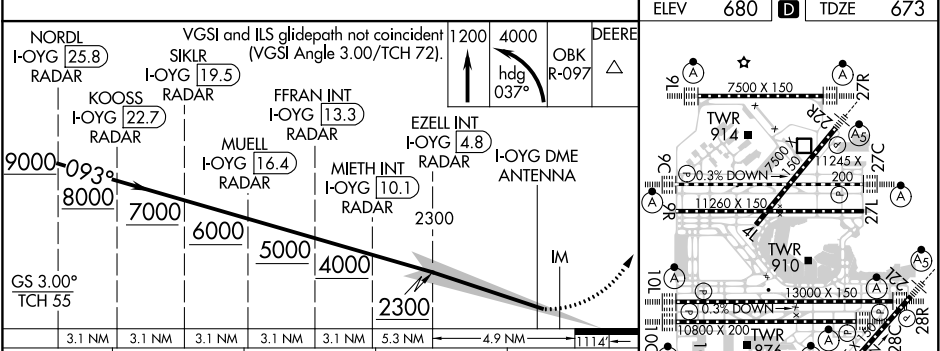 NORDL
I-OYG 25.8
RADAR
VGSI and ILS glidepath not coincident
(VGSI Angle 3.00/TCH 72).
SIKLR
I-OYG 19.5
RADAR
KOOSS
I-OYG 22.7
RADAR
FFRAN INT
I-OYG 13.3
RADAR
MUELL
I-OYG 16.4
RADAR
MIETH INT
I-OYG 10.1
RADAR
EZELL INT
I-OYG 4.8
RADAR
I-OYG DME
ANTENNA
1200
4000
hdg
037°
OBK
R-097
DEERE
9000
093°
8000
7000
6000
5000
4000
2300
2300
IM
GS 3.00°
TCH 55
3.1 NM
3.1 NM
3.1 NM
3.1 NM
3.1 NM
5.3 NM
4.9 NM
1114'
ELEV 680
D
TDZE 673
7500 X 150
9L
27R
A
A
TWR
914
22R
A5
7500 X
150
P
11245 X
200
9C
27C
P
0.3% DOWN
A
P
A
9R
11260 X 150
27L
4L
TWR
910
A5
A
A
10L
P
13000 X 150
22L
28R
P
0.3% DOWN
10800 X 200
TWR
A
P
P